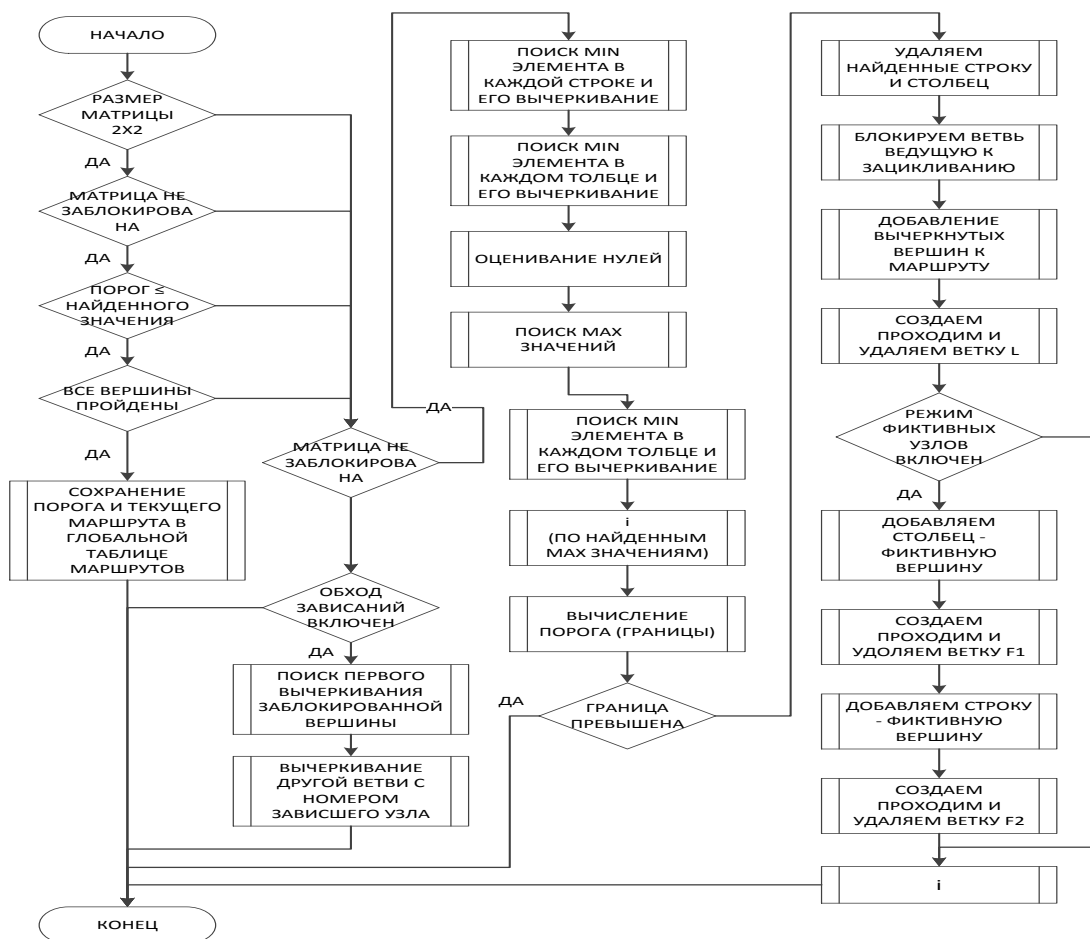 НАЧАЛО
РАЗМЕР
МАТРИЦЫ
2X2
ДА
МАТРИЦА НЕ
ЗАБЛОКИРОВА
НА
ДА
ПОРОГ ≤
НАЙДЕННОГО
ЗНАЧЕНИЯ
ДА
ВСЕ ВЕРШИНЫ
ПРОЙДЕНЫ
ДА
СОХРАНЕНИЕ
ПОРОГА И ТЕКУЩЕГО
МАРШРУТА В
ГЛОБАЛЬНОЙ
ТАБЛИЦЕ
МАРШРУТОВ
КОНЕЦ
МАТРИЦА НЕ
ЗАБЛОКИРОВА
НА
ДА
ОБХОД
ЗАВИСАНИЙ
ВКЛЮЧЕН
ДА
ПОИСК ПЕРВОГО
ВЫЧЕРКИВАНИЯ
ЗАБЛОКИРОВАННОЙ
ВЕРШИНЫ
ВЫЧЕРКИВАНИЕ
ДРУГОЙ ВЕТВИ С
НОМЕРОМ
ЗАВИСШЕГО УЗЛА
ПОИСК MIN
ЭЛЕМЕНТА В
КАЖДОЙ СТРОКЕ И
ЕГО ВЫЧЕРКИВАНИЕ
ПОИСК MIN
ЭЛЕМЕНТА В
КАЖДОМ ТОЛБЦЕ И
ЕГО ВЫЧЕРКИВАНИЕ
ОЦЕНИВАНИЕ НУЛЕЙ
ПОИСК MAX
ЗНАЧЕНИЙ
ПОИСК MIN
ЭЛЕМЕНТА В
КАЖДОМ ТОЛБЦЕ И
ЕГО ВЫЧЕРКИВАНИЕ
i
(ПО НАЙДЕННЫМ
MAX ЗНАЧЕНИЯМ)
ВЫЧИСЛЕНИЕ
ПОРОГА (ГРАНИЦЫ)
ДА
ГРАНИЦА
ПРЕВЫШЕНА
УДАЛЯЕМ
НАЙДЕННЫЕ СТРОКУ
И СТОЛБЕЦ
БЛОКИРУЕМ ВЕТВЬ
ВЕДУЩУЮ К
ЗАЦИКЛИВАНИЮ
ДОБАВЛЕНИЕ
ВЫЧЕРКНУТЫХ
ВЕРШИН К
МАРШРУТУ
СОЗДАЕМ
ПРОХОДИМ И
УДАЛЯЕМ ВЕТКУ L
РЕЖИМ
ФИКТИВНЫХ
УЗЛОВ
ВКЛЮЧЕН
ДА
ДОБАВЛЯЕМ
СТОЛБЕЦ -
ФИКТИВНУЮ
ВЕРШИНУ
СОЗДАЕМ
ПРОХОДИМ И
УДОЛЯЕМ ВЕТКУ F1
ДОБАВЛЯЕМ СТРОКУ
- ФИКТИВНУЮ
ВЕРШИНУ
СОЗДАЕМ
ПРОХОДИМ И
УДАЛЯЕМ ВЕТКУ F2
i